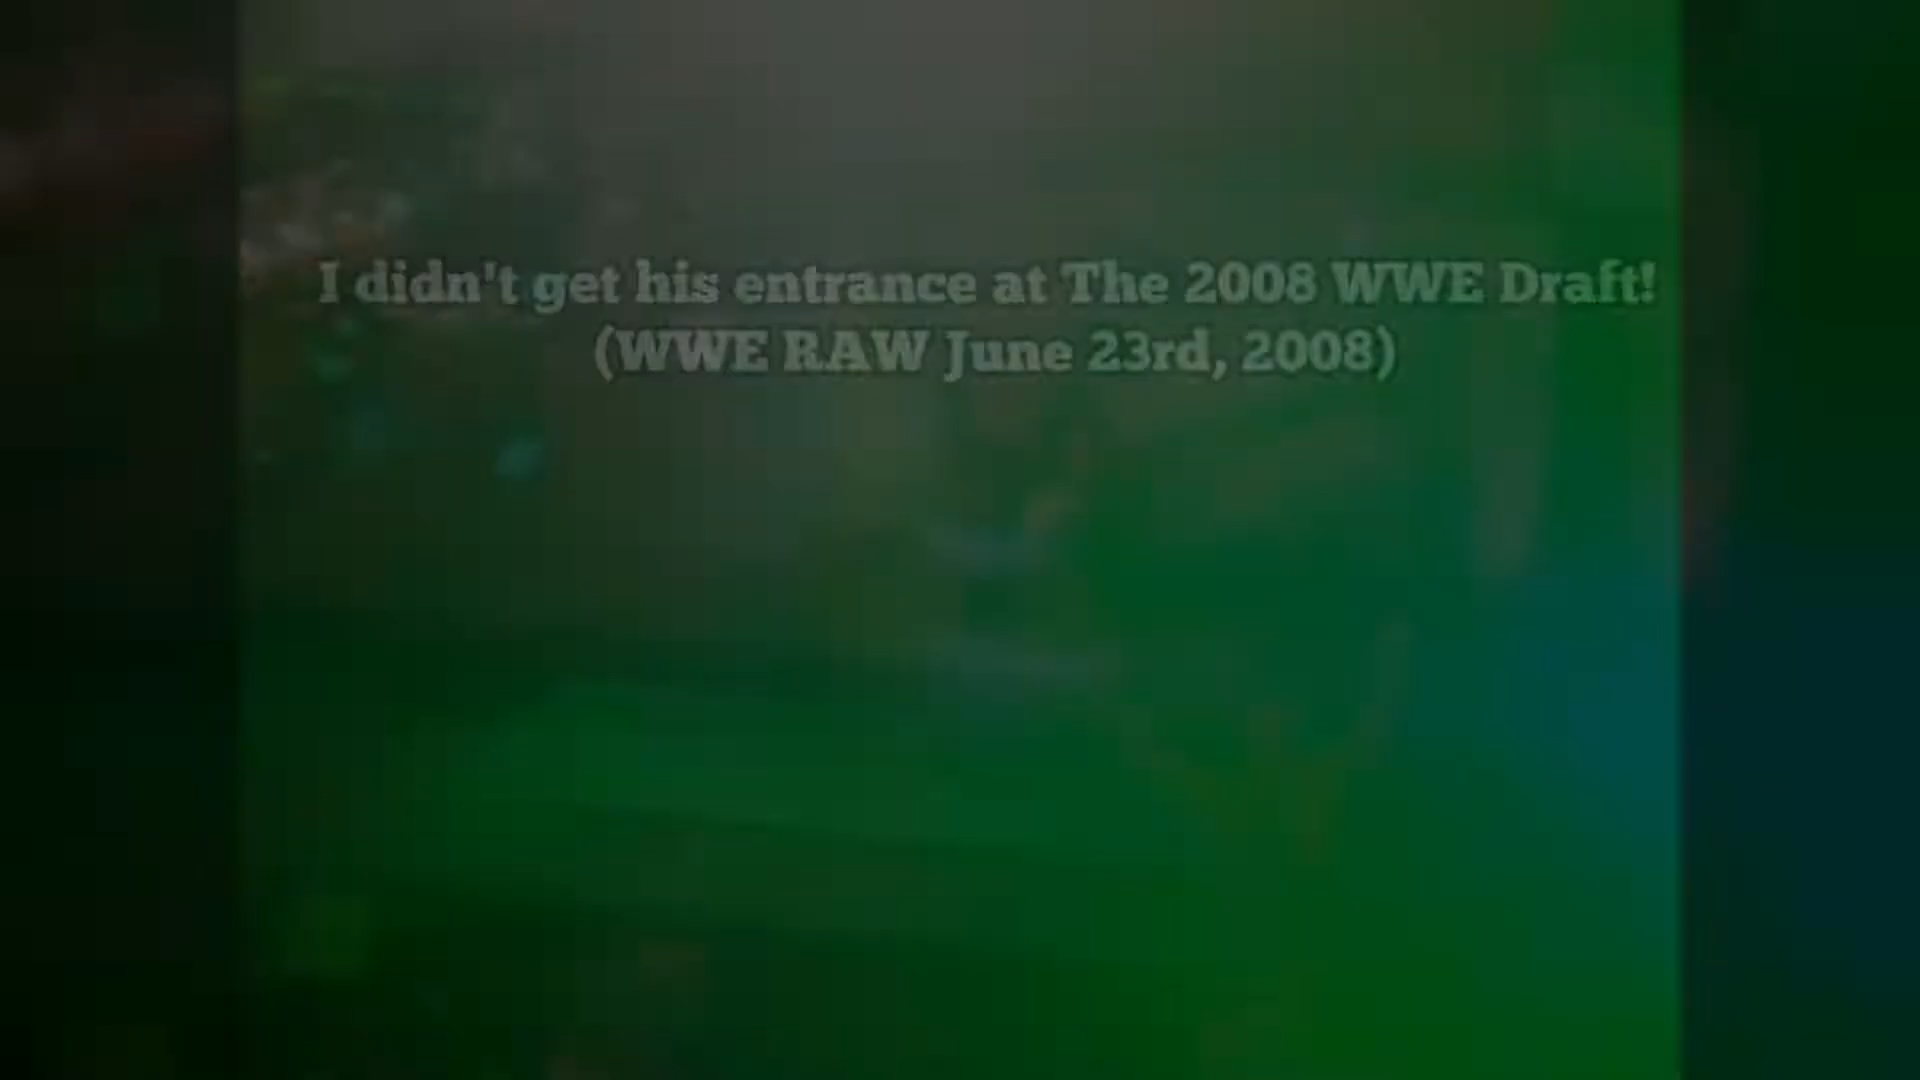 I didn't get his entrance at The 2008 WWE Draft!
(WWE RAW June 23rd, 2008)